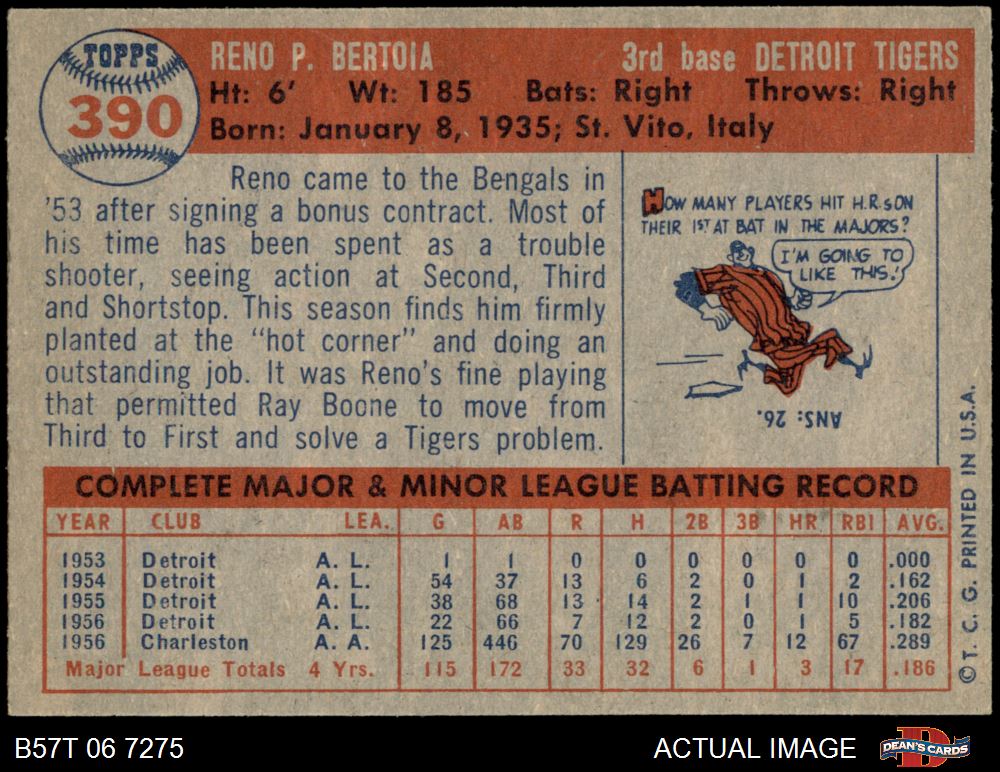 TOPPS
390
RENO P. BERTOIA 3rd base DETROIT TIGERS
Ht: 6' Wt: 185 Bats: Right Throws: Right
Born: January 8, 1935; St. Vito, Italy
Reno came to the Bengals in
'53 after signing a bonus contract. Most of
his time has been spent as a trouble
shooter, seeing action at Second, Third
and Shortstop. This season finds him firmly
planted at the "hot corner" and doing an
outstanding job. It was Reno's fine playing
that permitted Ray Boone to move from
Third to First and solve a Tigers problem.
HOW MANY PLAYERS HIT H.R.s ON
THEIR 1ST AT BAT IN THE MAJORS?
I'M GOING TO
LIKE THIS!
ANS: 26.
COMPLETE MAJOR & MINOR LEAGUE BATTING RECORD
YEAR CLUB LEA. G AB R H 2B 3B HR RBI AVG.
1953 Detroit A. L. 1 1 0 0 0 0 0 0 .000
1954 Detroit A. L. 54 37 13 6 2 0 1 2 .162
1955 Detroit A. L. 38 68 13 14 2 1 1 10 .206
1956 Detroit A. L. 22 66 7 12 2 0 1 5 .182
1956 Charleston A. A. 125 446 70 129 26 7 12 67 .289
Major League Totals 4 Yrs. 115 172 33 32 6 1 3 17 .186
© T. C. G. PRINTED IN U.S.A.
B57T 06 7275 ACTUAL IMAGE
D
DEAN'S CARDS